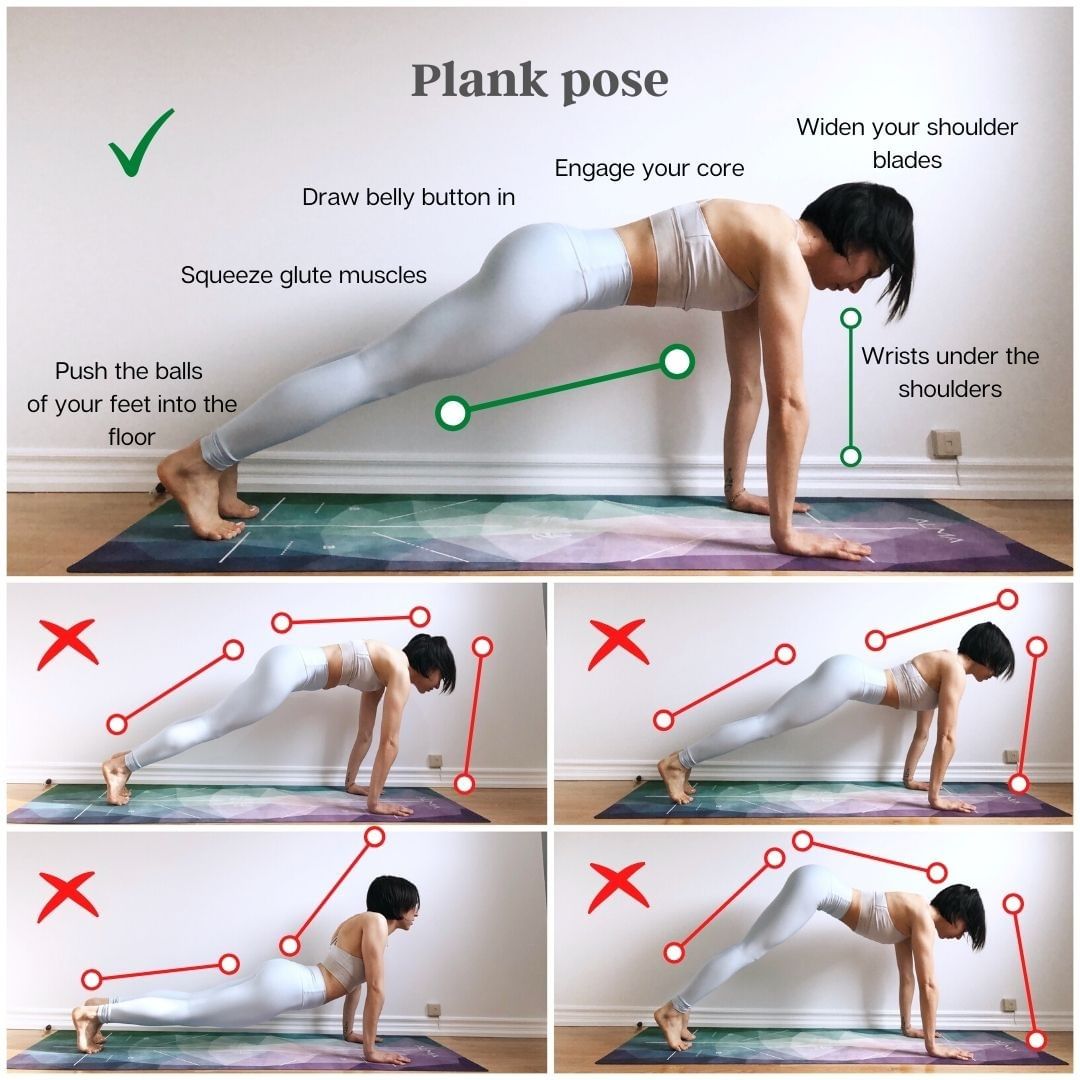 Plank pose
Widen your shoulder
blades
Engage your core
Draw belly button in
Squeeze glute muscles
Wrists under the
shoulders
Push the balls
of your feet into the
floor